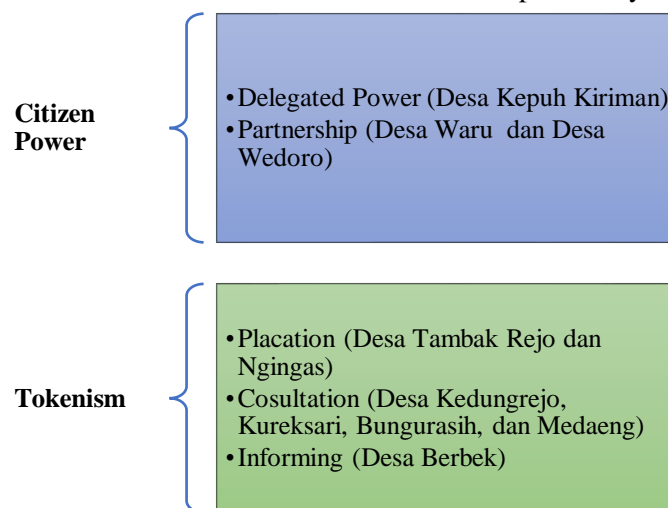 Citizen
Power
•Delegated Power (Desa Kepuh Kiriman)
•Partnership (Desa Waru dan Desa
Wedoro)
Tokenism
•Placation (Desa Tambak Rejo dan
Ngingas)
•Cosultation (Desa Kedungrejo,
Kureksari, Bungurasih, dan Medaeng)
•Informing (Desa Berbek)